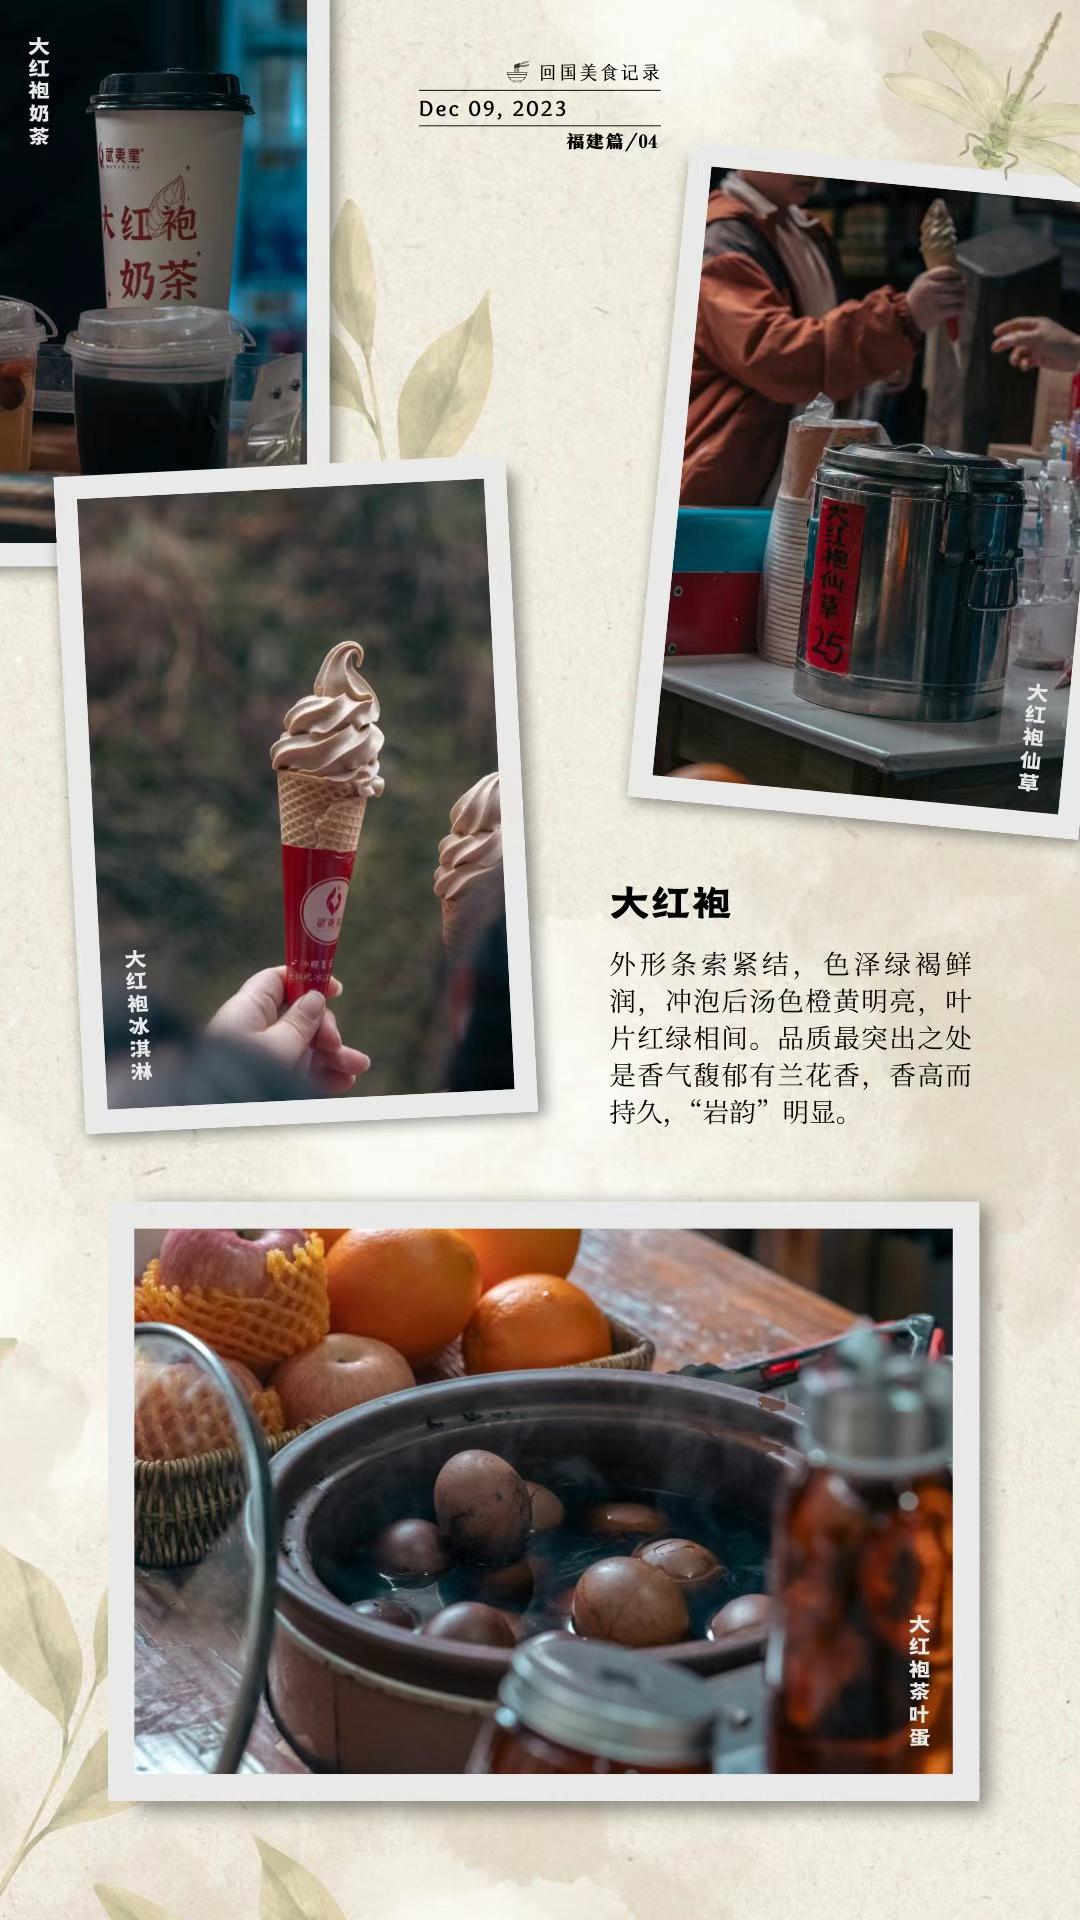 大红袍奶茶
回国美食记录
Dec 09, 2023
福建篇/04
武夷星
大红袍
奶茶
大红袍仙草
25
大红袍仙草
大红袍冰淇淋
大红袍
外形条索紧结，色泽绿褐鲜
润，冲泡后汤色橙黄明亮，叶
片红绿相间。品质最突出之处
是香气馥郁有兰花香，香高而
持久，“岩韵”明显。
大红袍茶叶蛋